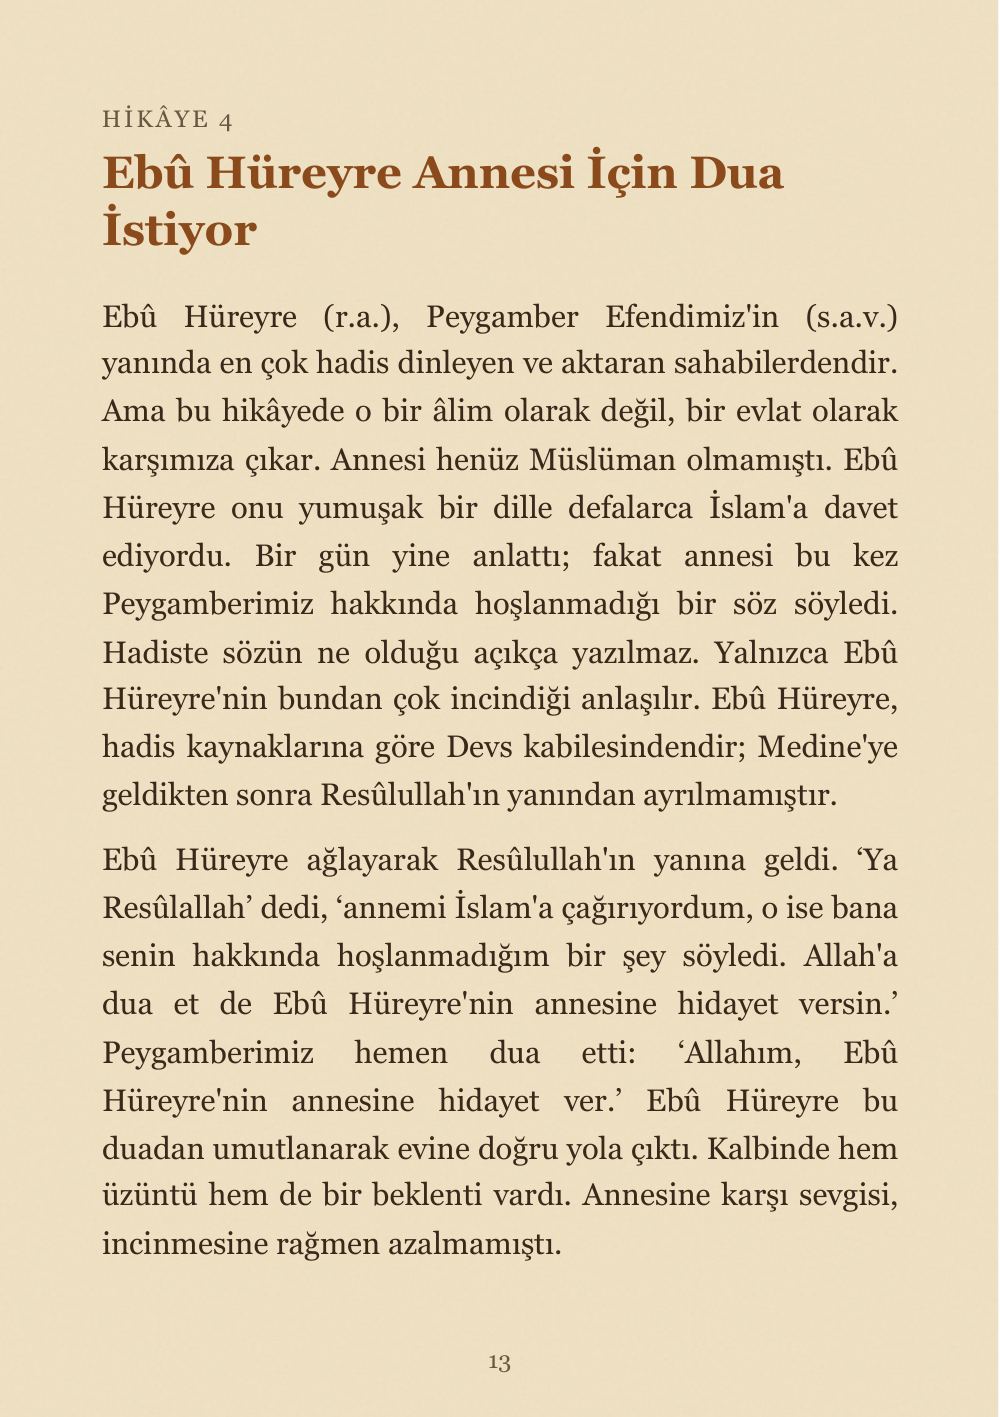 HİKÂYE 4
Ebû Hüreyre Annesi İçin Dua
İstiyor
Ebû Hüreyre (r.a.), Peygamber Efendimiz'in (s.a.v.)
yanında en çok hadis dinleyen ve aktaran sahabilerdendir.
Ama bu hikâyede o bir âlim olarak değil, bir evlat olarak
karşımıza çıkar. Annesi henüz Müslüman olmamıştı. Ebû
Hüreyre onu yumuşak bir dille defalarca İslam'a davet
ediyordu. Bir gün yine anlattı; fakat annesi bu kez
Peygamberimiz hakkında hoşlanmadığı bir söz söyledi.
Hadiste sözün ne olduğu açıkça yazılmaz. Yalnızca Ebû
Hüreyre'nin bundan çok incindiği anlaşılır. Ebû Hüreyre,
hadis kaynaklarına göre Devs kabilesindendir; Medine'ye
geldikten sonra Resûlullah'ın yanından ayrılmamıştır.
Ebû Hüreyre ağlayarak Resûlullah'ın yanına geldi. ‘Ya
Resûlallah’ dedi, ‘annemi İslam'a çağırıyordum, o ise bana
senin hakkında hoşlanmadığım bir şey söyledi. Allah'a
dua et de Ebû Hüreyre'nin annesine hidayet versin.’
Peygamberimiz hemen dua etti: ‘Allahım, Ebû
Hüreyre'nin annesine hidayet ver.’ Ebû Hüreyre bu
duadan umutlanarak evine doğru yola çıktı. Kalbinde hem
üzüntü hem de bir beklenti vardı. Annesine karşı sevgisi,
incinmesine rağmen azalmamıştı.
13